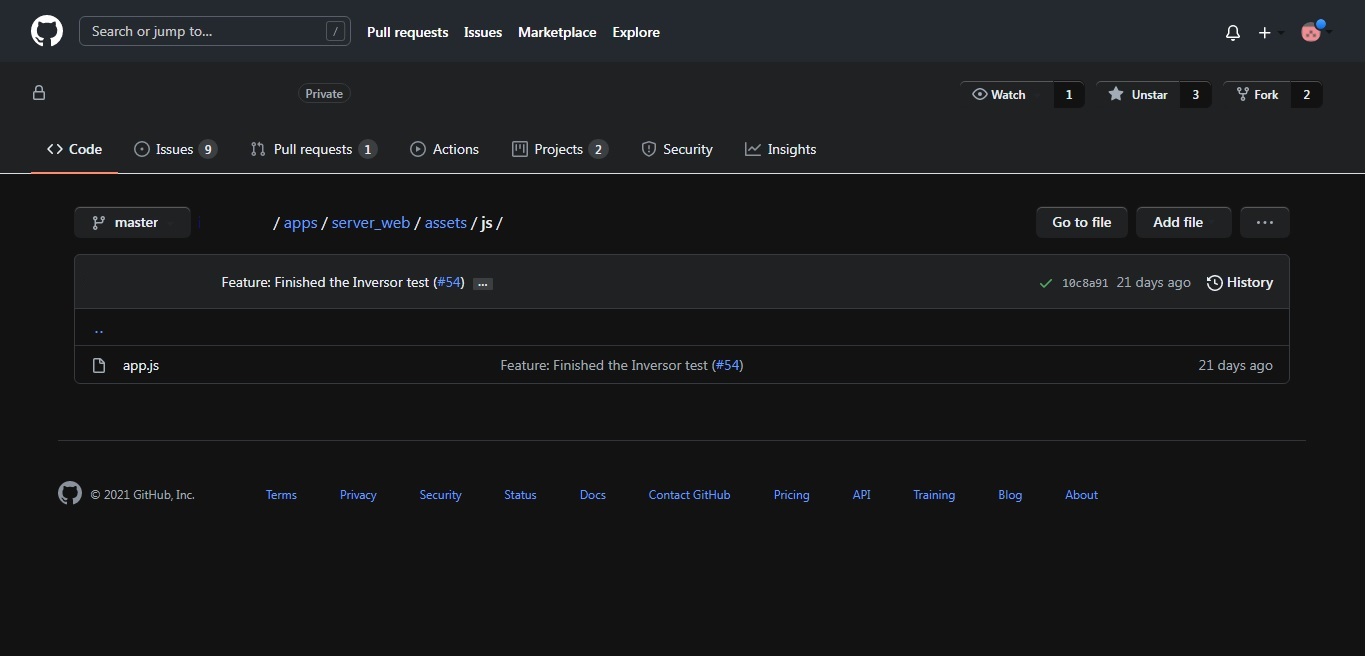 Search or jump to... / Pull requests Issues Marketplace Explore
Private Watch 1 Unstar 3 Fork 2
Code Issues 9 Pull requests 1 Actions Projects 2 Security Insights
master / apps / server_web / assets / js / Go to file Add file ...
Feature: Finished the Inversor test (#54) ... 10c8a91 21 days ago History
..
app.js Feature: Finished the Inversor test (#54) 21 days ago
© 2021 GitHub, Inc. Terms Privacy Security Status Docs Contact GitHub Pricing API Training Blog About